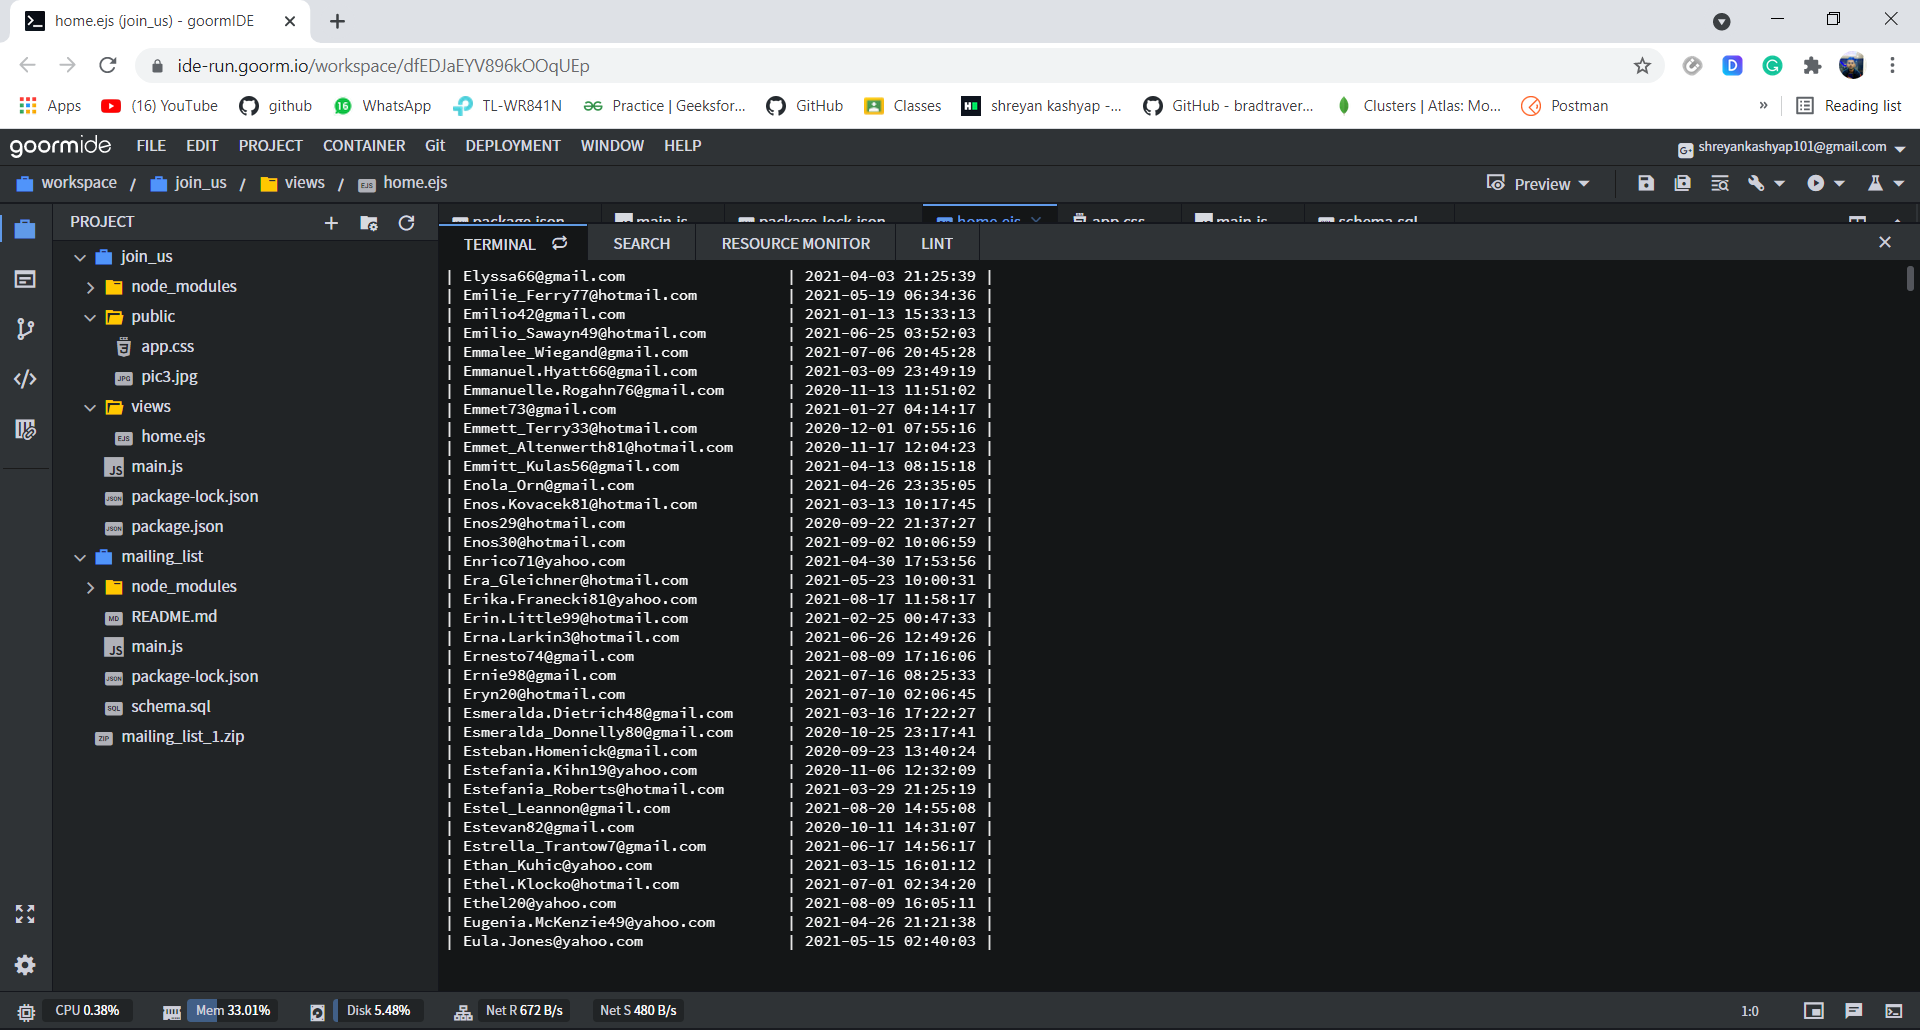 home.ejs (join_us) - goormIDE
ide-run.goorm.io/workspace/dfEDJaEYV896kOOqUEp
Apps (16) YouTube github 16 WhatsApp TL-WR841N Practice | Geeksfor... GitHub Classes shreyan kashyap -... GitHub - bradtraver... Clusters | Atlas: Mo... Postman » Reading list
goormide FILE EDIT PROJECT CONTAINER Git DEPLOYMENT WINDOW HELP shreyankashyap101@gmail.com
workspace / join_us / views / home.ejs Preview
PROJECT
package.json main.js package-lock.json home.ejs app.css main.js schema.sql
TERMINAL SEARCH RESOURCE MONITOR LINT
join_us
node_modules
public
app.css
pic3.jpg
views
home.ejs
main.js
package-lock.json
package.json
mailing_list
node_modules
README.md
main.js
package-lock.json
schema.sql
mailing_list_1.zip
| Elyssa66@gmail.com | 2021-04-03 21:25:39 |
| Emilie_Ferry77@hotmail.com | 2021-05-19 06:34:36 |
| Emilio42@gmail.com | 2021-01-13 15:33:13 |
| Emilio_Sawayn49@hotmail.com | 2021-06-25 03:52:03 |
| Emmalee_Wiegand@gmail.com | 2021-07-06 20:45:28 |
| Emmanuel.Hyatt66@gmail.com | 2021-03-09 23:49:19 |
| Emmanuelle.Rogahn76@gmail.com | 2020-11-13 11:51:02 |
| Emmet73@gmail.com | 2021-01-27 04:14:17 |
| Emmett_Terry33@hotmail.com | 2020-12-01 07:55:16 |
| Emmet_Altenwerth81@hotmail.com | 2020-11-17 12:04:23 |
| Emmitt_Kulas56@gmail.com | 2021-04-13 08:15:18 |
| Enola_Orn@gmail.com | 2021-04-26 23:35:05 |
| Enos.Kovacek81@hotmail.com | 2021-03-13 10:17:45 |
| Enos29@hotmail.com | 2020-09-22 21:37:27 |
| Enos30@hotmail.com | 2021-09-02 10:06:59 |
| Enrico71@yahoo.com | 2021-04-30 17:53:56 |
| Era_Gleichner@hotmail.com | 2021-05-23 10:00:31 |
| Erika.Franecki81@yahoo.com | 2021-08-17 11:58:17 |
| Erin.Little99@hotmail.com | 2021-02-25 00:47:33 |
| Erna.Larkin3@hotmail.com | 2021-06-26 12:49:26 |
| Ernesto74@gmail.com | 2021-08-09 17:16:06 |
| Ernie98@gmail.com | 2021-07-16 08:25:33 |
| Eryn20@hotmail.com | 2021-07-10 02:06:45 |
| Esmeralda.Dietrich48@gmail.com | 2021-03-16 17:22:27 |
| Esmeralda_Donnelly80@gmail.com | 2020-10-25 23:17:41 |
| Esteban.Homenick@gmail.com | 2020-09-23 13:40:24 |
| Estefania.Kihn19@yahoo.com | 2020-11-06 12:32:09 |
| Estefania_Roberts@hotmail.com | 2021-03-29 21:25:19 |
| Estel_Leannon@gmail.com | 2021-08-20 14:55:08 |
| Estevan82@gmail.com | 2020-10-11 14:31:07 |
| Estrella_Trantow7@gmail.com | 2021-06-17 14:56:17 |
| Ethan_Kuhic@yahoo.com | 2021-03-15 16:01:12 |
| Ethel.Klocko@hotmail.com | 2021-07-01 02:34:20 |
| Ethel20@yahoo.com | 2021-08-09 16:05:11 |
| Eugenia.McKenzie49@yahoo.com | 2021-04-26 21:21:38 |
| Eula.Jones@yahoo.com | 2021-05-15 02:40:03 |
CPU 0.38% Mem 33.01% Disk 5.48% Net R 672 B/s Net S 480 B/s 1:0